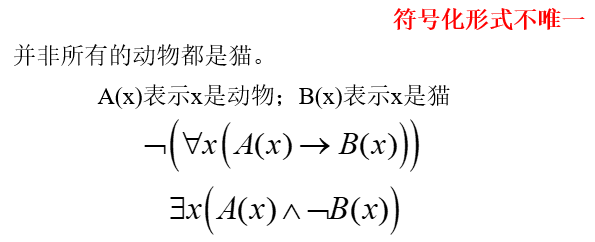 符号化形式不唯一
并非所有的动物都是猫。
A(x)表示x是动物；B(x)表示x是猫
¬(∀x(A(x)→B(x)))
∃x(A(x)∧¬B(x))